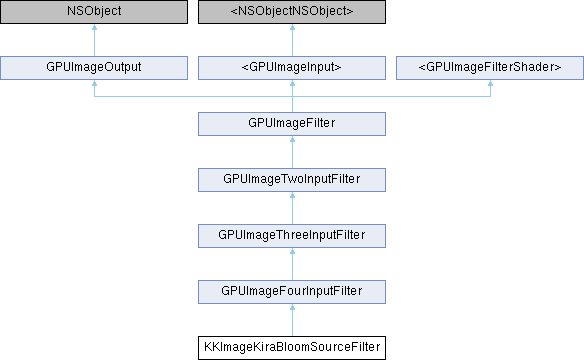 NSObject
<NSObjectNSObject>
GPUImageOutput
<GPUImageInput>
<GPUImageFilterShader>
GPUImageFilter
GPUImageTwoInputFilter
GPUImageThreeInputFilter
GPUImageFourInputFilter
KKImageKiraBloomSourceFilter